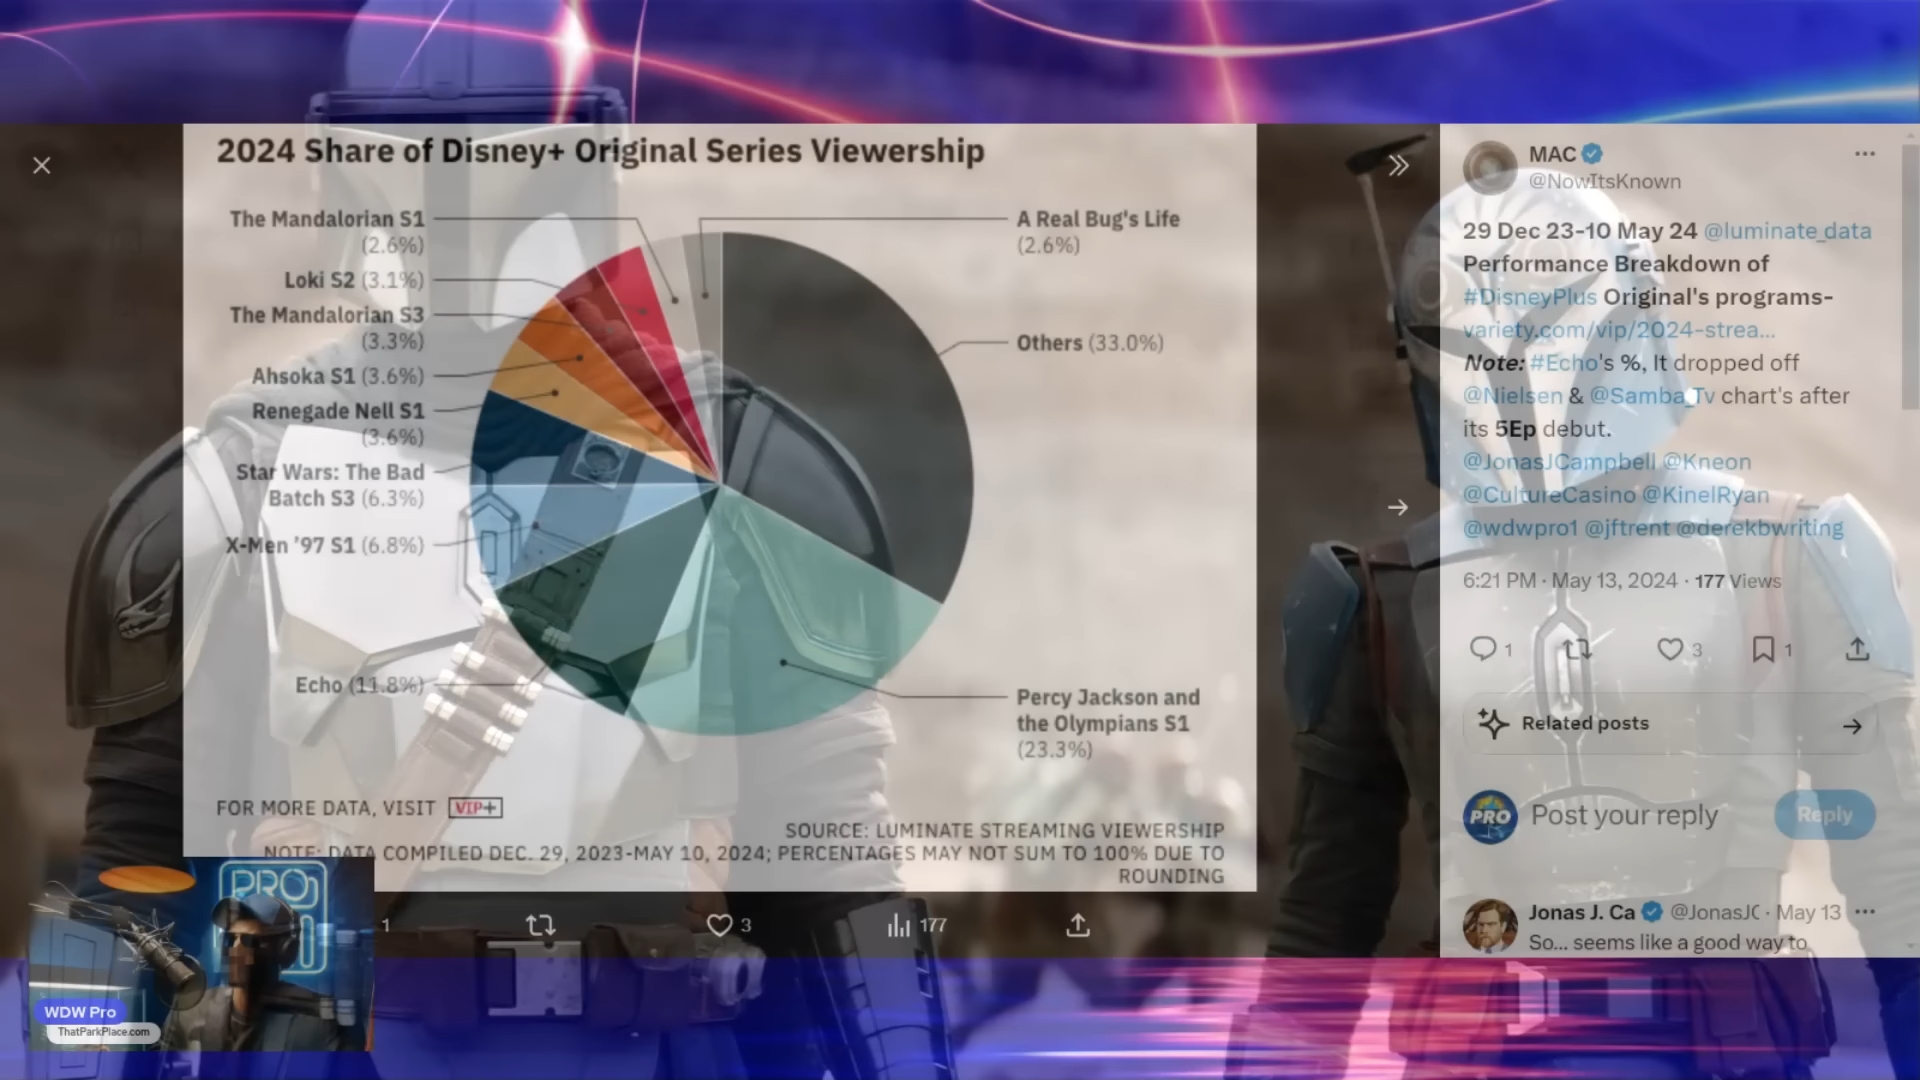 2024 Share of Disney+ Original Series Viewership
The Mandalorian S1
(2.6%)
Loki S2 (3.1%)
The Mandalorian S3
(3.3%)
Ahsoka S1 (3.6%)
Renegade Nell S1
(3.6%)
Star Wars: The Bad
Batch S3 (6.3%)
X-Men '97 S1 (6.8%)
Echo (11.8%)
A Real Bug's Life
(2.6%)
Others (33.0%)
Percy Jackson and
the Olympians S1
(23.3%)
FOR MORE DATA, VISIT VIP+
SOURCE: LUMINATE STREAMING VIEWERSHIP
NOTE: DATA COMPILED DEC. 29, 2023-MAY 10, 2024; PERCENTAGES MAY NOT SUM TO 100% DUE TO
ROUNDING
1 3 177
MAC
@NowItsKnown
29 Dec 23-10 May 24 @luminate_data
Performance Breakdown of
#DisneyPlus Original's programs-
variety.com/vip/2024-strea...
Note: #Echo's %, It dropped off
@Nielsen & @Samba_Tv chart's after
its 5Ep debut.
@JonasJCampbell @Kneon
@CultureCasino @KinelRyan
@wdwpro1 @jftrent @derekbwriting
6:21 PM · May 13, 2024 · 177 Views
1 3 1
Related posts
PRO
Post your reply
Reply
Jonas J. Ca @JonasJC · May 13
So... seems like a good way to
PRO
WDW Pro
ThatParkPlace.com